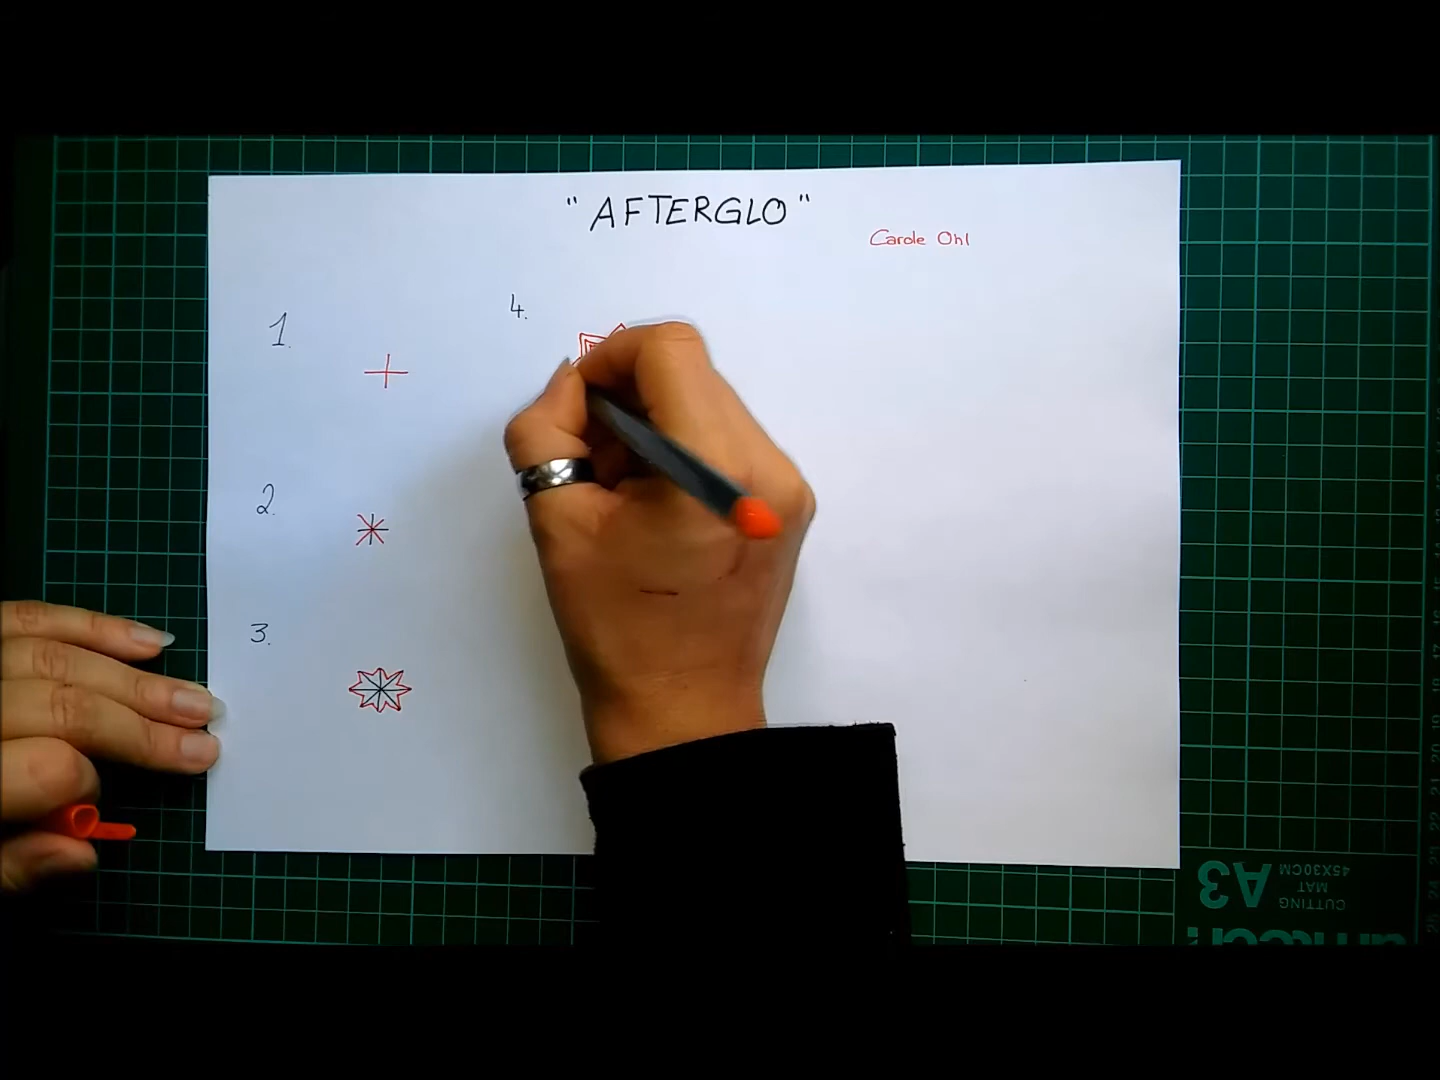 "AFTERGLO"
Carole Ohl
1.
2.
3.
4.
A3
CUTTING
MAT
45X30CM